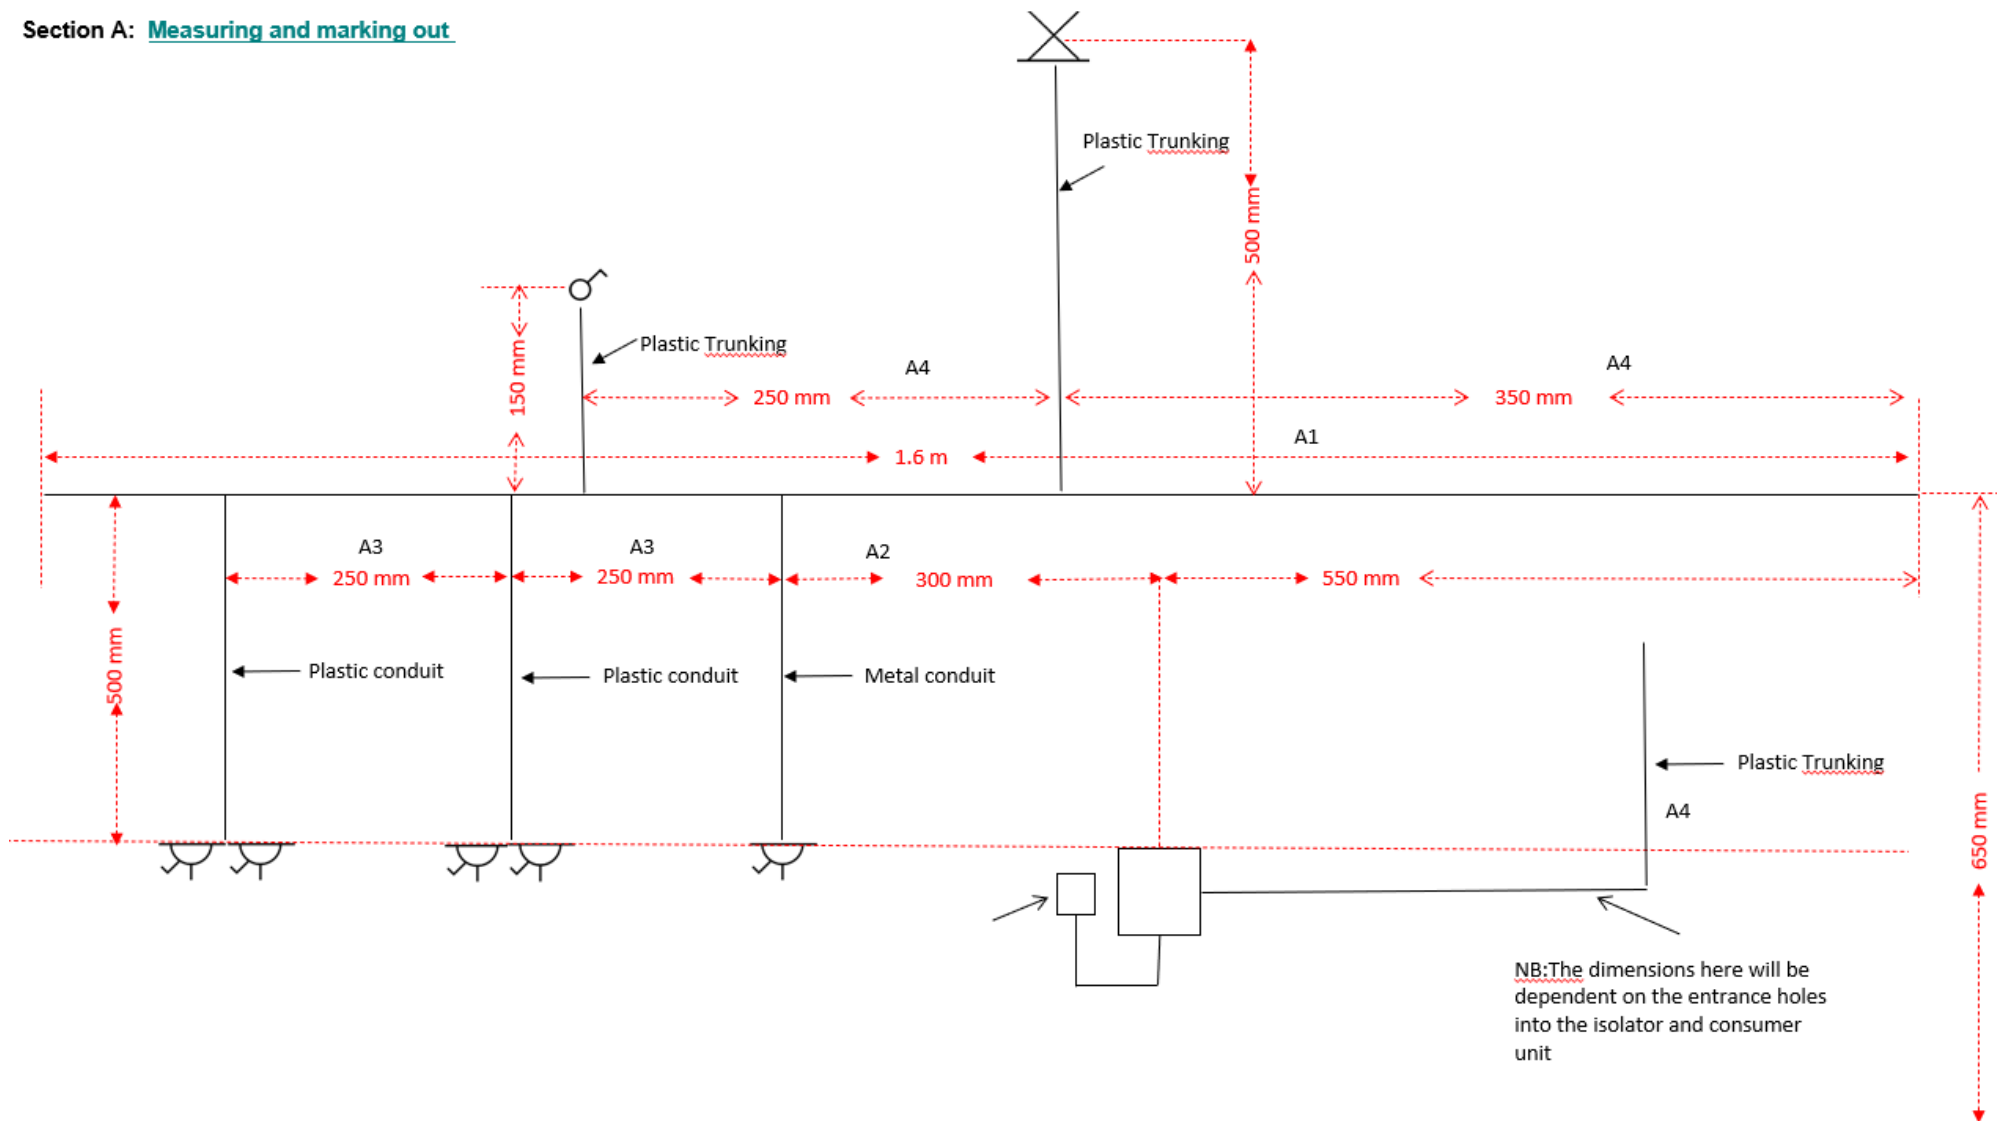 Section A: Measuring and marking out
Plastic Trunking
500 mm
Plastic Trunking
150 mm
A4
A4
250 mm
350 mm
A1
1.6 m
A3
A3
A2
250 mm
250 mm
300 mm
550 mm
500 mm
Plastic conduit
Plastic conduit
Metal conduit
Plastic Trunking
A4
650 mm
NB:The dimensions here will be
dependent on the entrance holes
into the isolator and consumer
unit